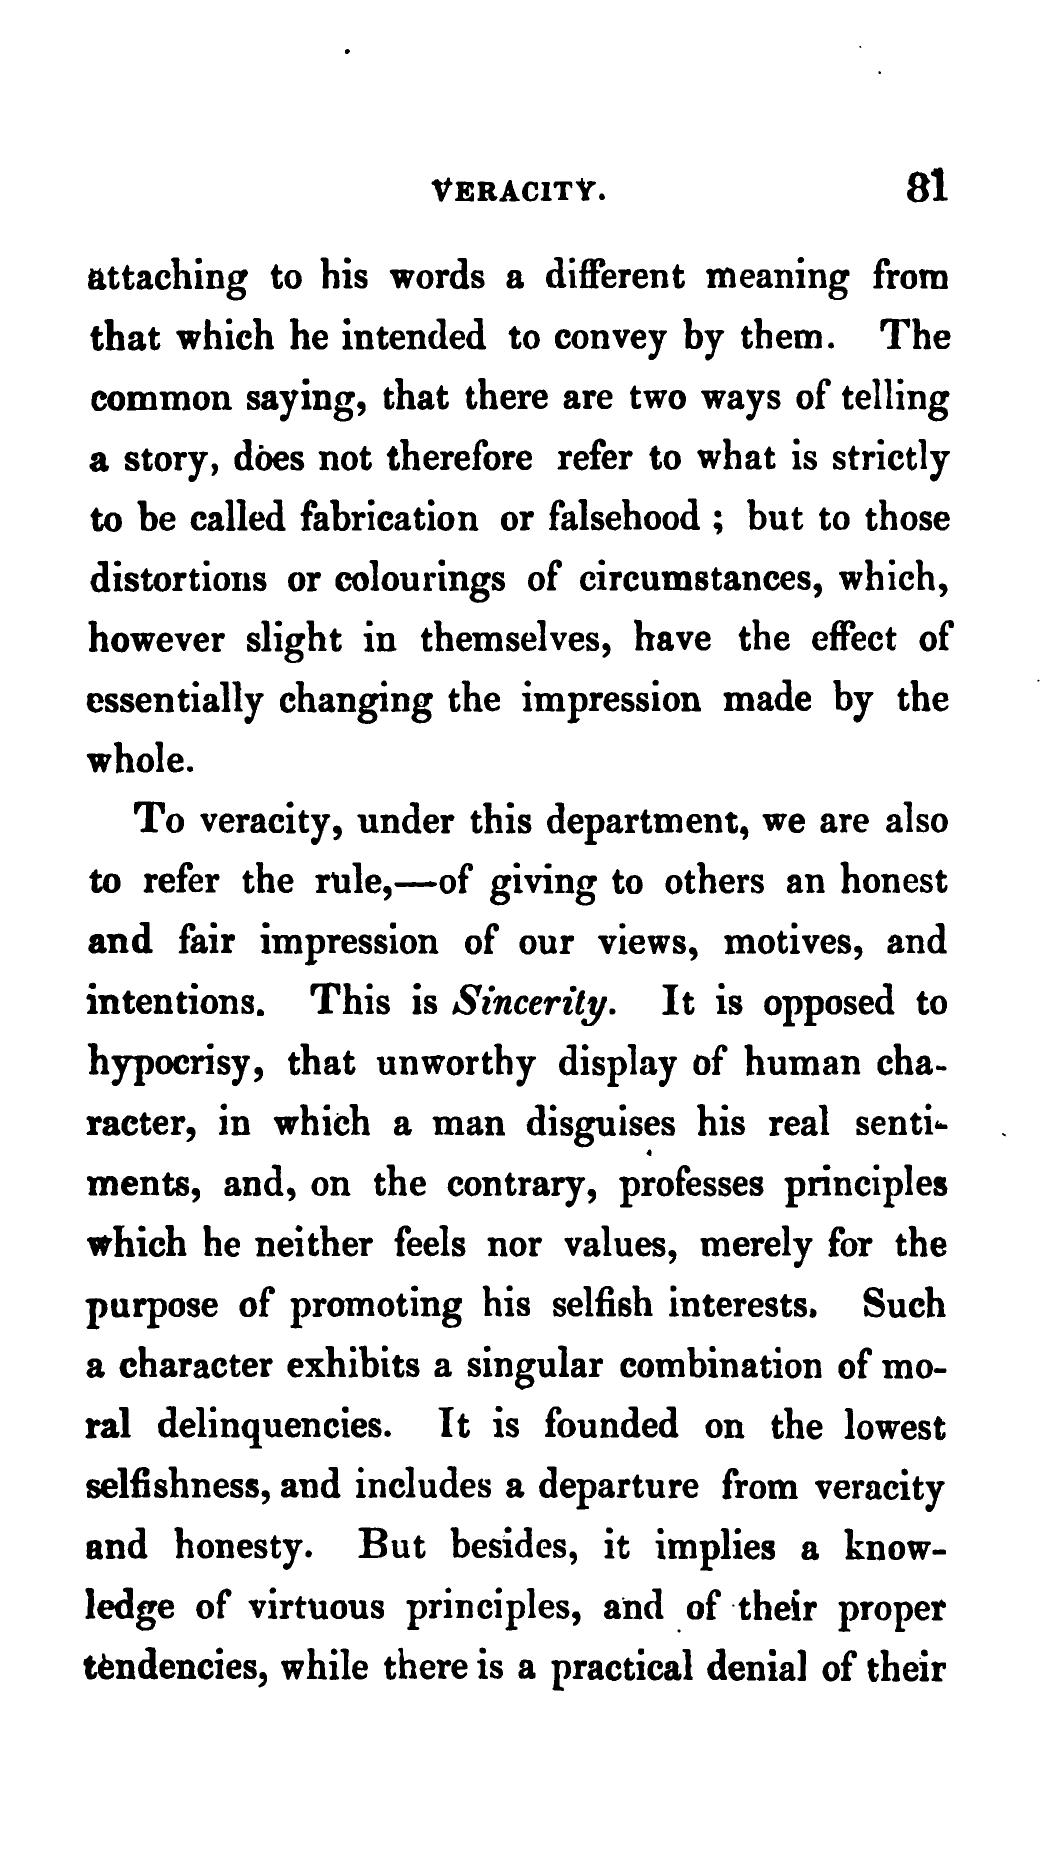 VERACITY. 81
attaching to his words a different meaning from
that which he intended to convey by them. The
common saying, that there are two ways of telling
a story, does not therefore refer to what is strictly
to be called fabrication or falsehood ; but to those
distortions or colourings of circumstances, which,
however slight in themselves, have the effect of
essentially changing the impression made by the
whole.
To veracity, under this department, we are also
to refer the rule,—of giving to others an honest
and fair impression of our views, motives, and
intentions. This is Sincerity. It is opposed to
hypocrisy, that unworthy display of human cha-
racter, in which a man disguises his real senti-
ments, and, on the contrary, professes principles
which he neither feels nor values, merely for the
purpose of promoting his selfish interests. Such
a character exhibits a singular combination of mo-
ral delinquencies. It is founded on the lowest
selfishness, and includes a departure from veracity
and honesty. But besides, it implies a know-
ledge of virtuous principles, and of their proper
tendencies, while there is a practical denial of their